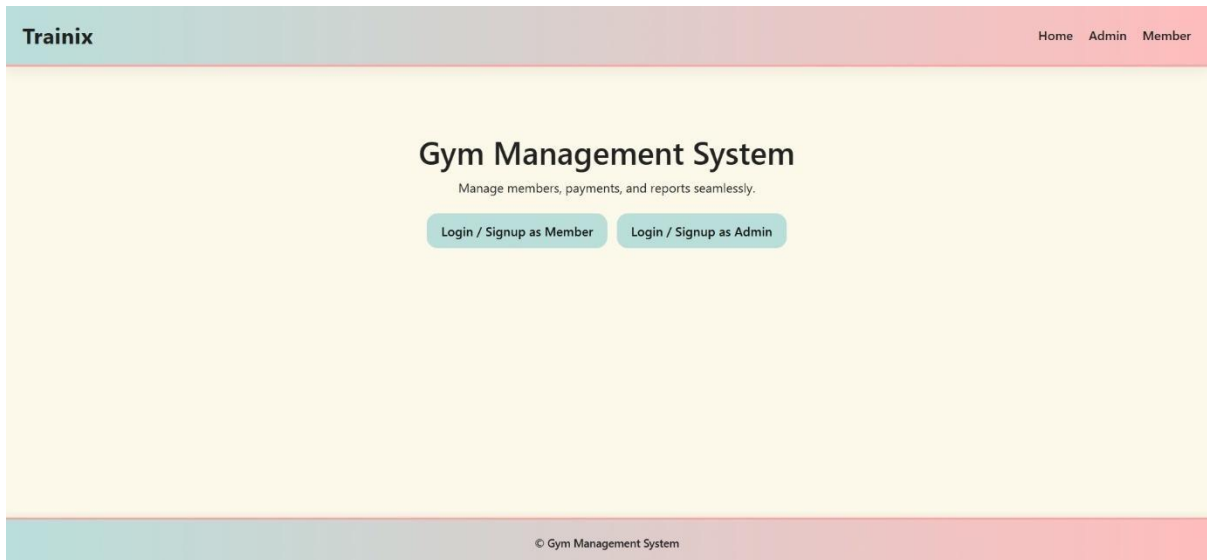 Trainix
Home Admin Member
Gym Management System
Manage members, payments, and reports seamlessly.
Login / Signup as Member
Login / Signup as Admin
© Gym Management System